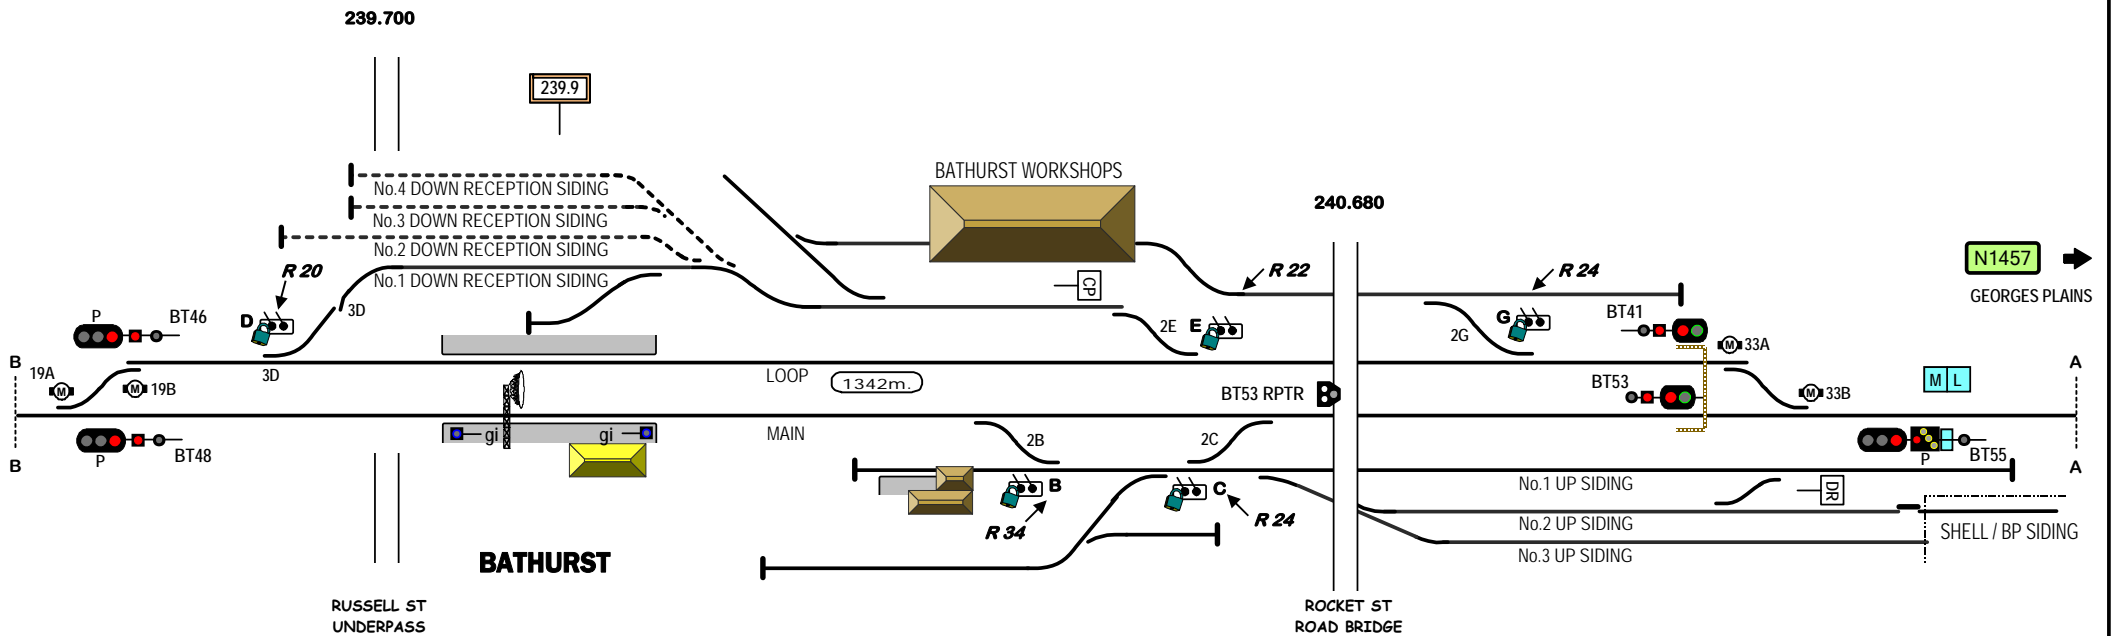 239.700
239.9
BATHURST WORKSHOPS
No.4 DOWN RECEPTION SIDING
No.3 DOWN RECEPTION SIDING
240.680
No.2 DOWN RECEPTION SIDING
N1457
R 20
R 22
R 24
No.1 DOWN RECEPTION SIDING
CP
GEORGES PLAINS
P
BT46
D
3D
2E
E
2G
G
BT41
33A
B
19A
M
M
19B
3D
LOOP
1342m.
BT53 RPTR
BT53
M
M
33B
M L
A
B
P
BT48
gi
gi
MAIN
2B
2C
P
BT55
A
B
C
R 34
R 24
No.1 UP SIDING
DR
No.2 UP SIDING
SHELL / BP SIDING
No.3 UP SIDING
BATHURST
RUSSELL ST
UNDERPASS
ROCKET ST
ROAD BRIDGE